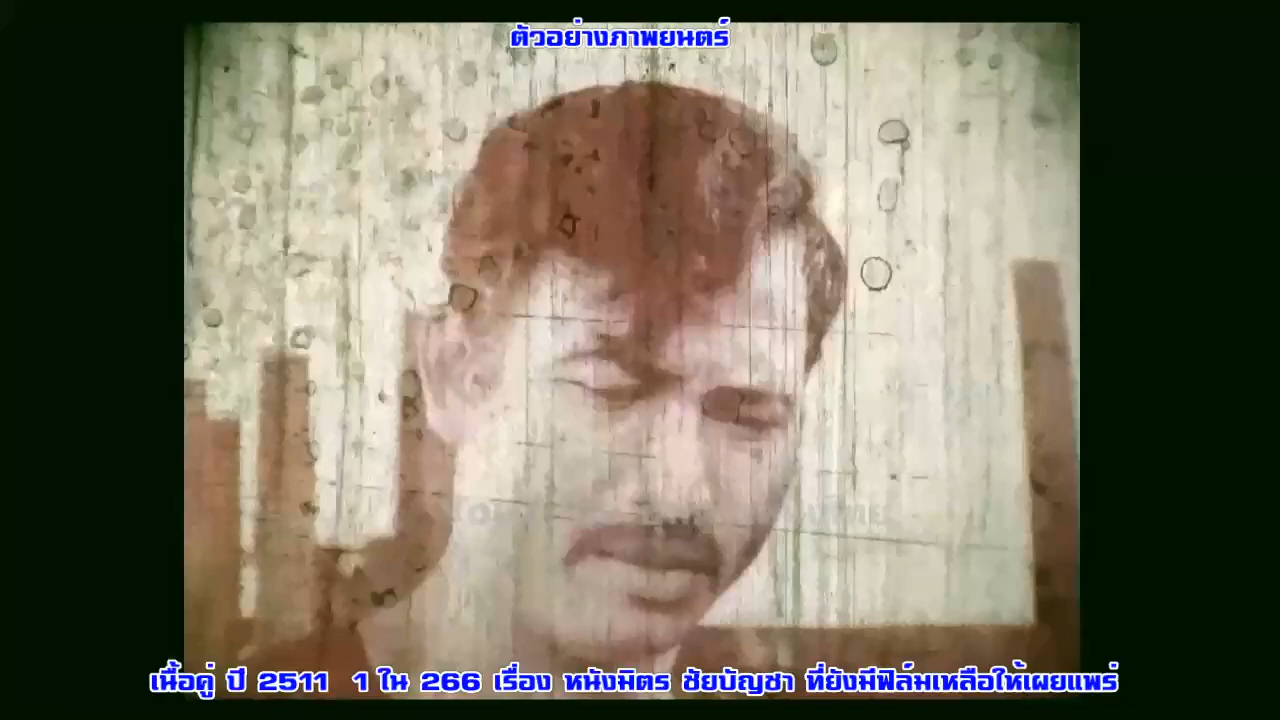 ตัวอย่างภาพยนตร์
เนื้อคู่ ปี 2511 1 ใน 266 เรื่อง หนังมิตร ชัยบัญชา ที่ยังมีฟิล์มเหลือให้เผยแพร่